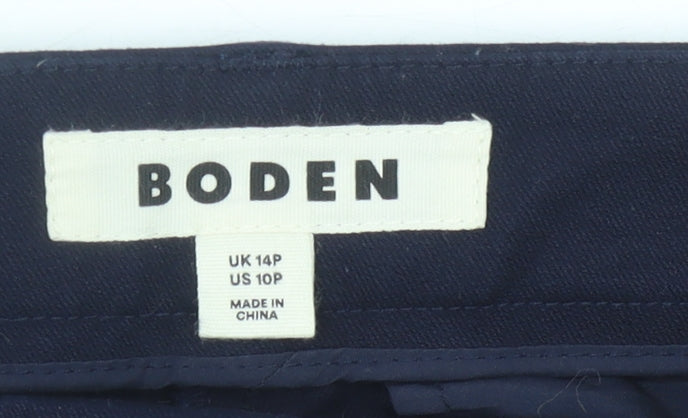 BODEN
UK 14P
US 10P
MADE IN
CHINA